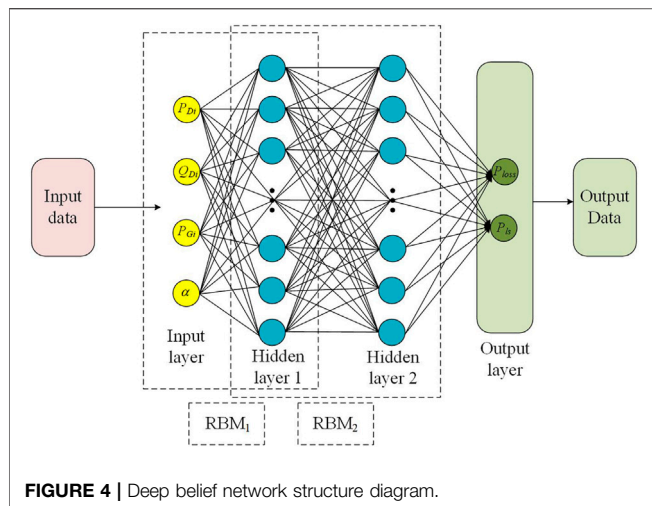 Input
data
P_Di
Q_Di
P_Gi
α
Input
layer
Hidden
layer 1
Hidden
layer 2
P_loss
P_ls
Output
layer
Output
Data
RBM₁
RBM₂
FIGURE 4 | Deep belief network structure diagram.